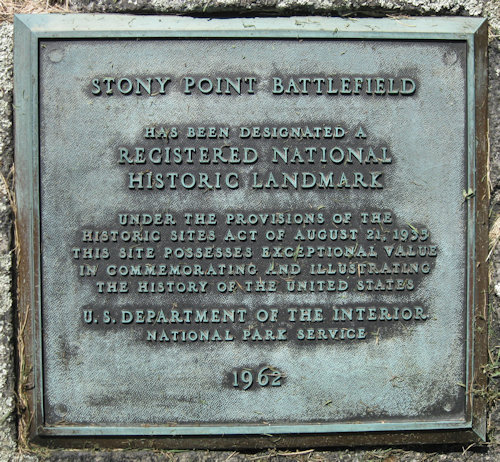 STONY POINT BATTLEFIELD
HAS BEEN DESIGNATED A
REGISTERED NATIONAL
HISTORIC LANDMARK
UNDER THE PROVISIONS OF THE
HISTORIC SITES ACT OF AUGUST 21, 1935
THIS SITE POSSESSES EXCEPTIONAL VALUE
IN COMMEMORATING AND ILLUSTRATING
THE HISTORY OF THE UNITED STATES
U. S. DEPARTMENT OF THE INTERIOR
NATIONAL PARK SERVICE
1962